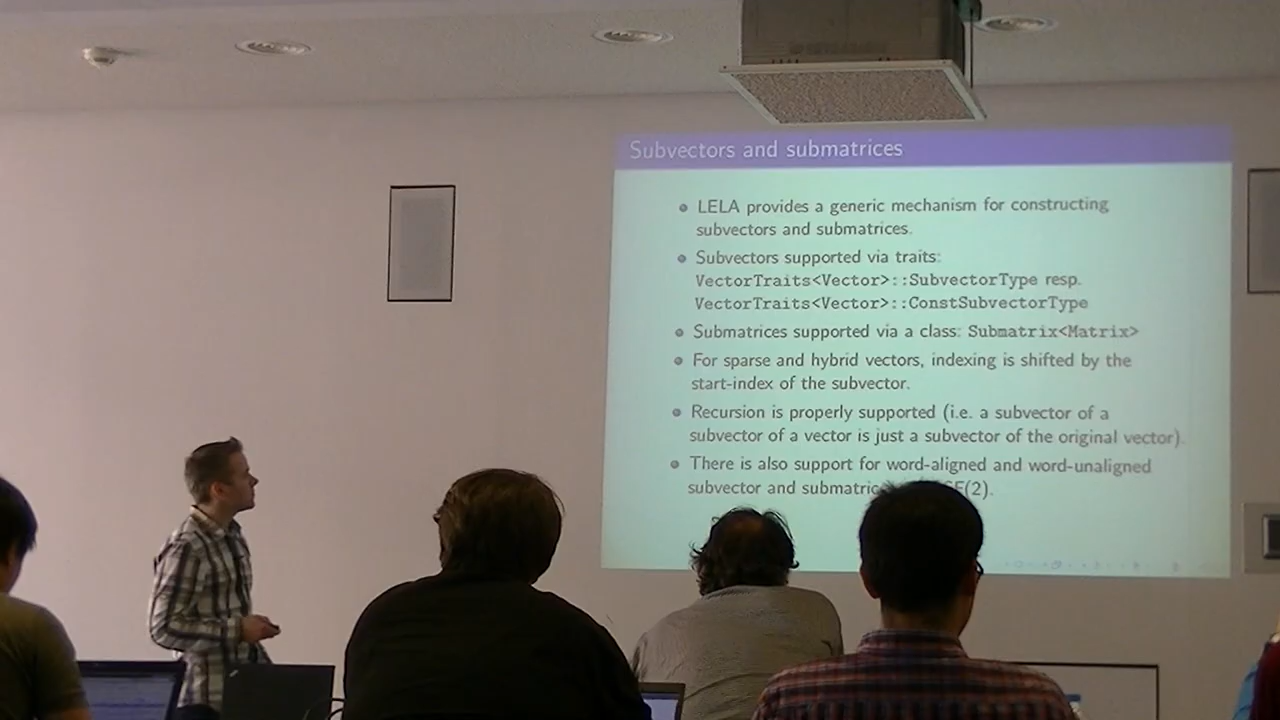 Subvectors and submatrices
LELA provides a generic mechanism for constructing
subvectors and submatrices.
Subvectors supported via traits:
VectorTraits<Vector>::SubvectorType resp.
VectorTraits<Vector>::ConstSubvectorType
Submatrices supported via a class: Submatrix<Matrix>
For sparse and hybrid vectors, indexing is shifted by the
start-index of the subvector.
Recursion is properly supported (i.e. a subvector of a
subvector of a vector is just a subvector of the original vector).
There is also support for word-aligned and word-unaligned
subvector and GF(2).